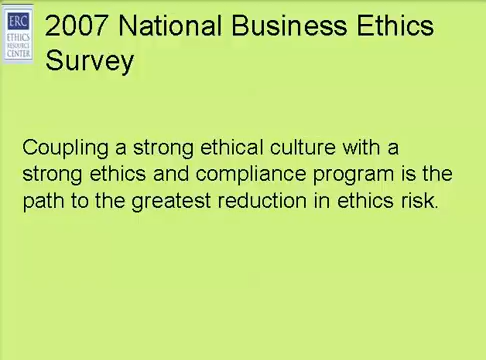 ERC
ETHICS
RESOURCE
CENTER
2007 National Business Ethics
Survey
Coupling a strong ethical culture with a
strong ethics and compliance program is the
path to the greatest reduction in ethics risk.